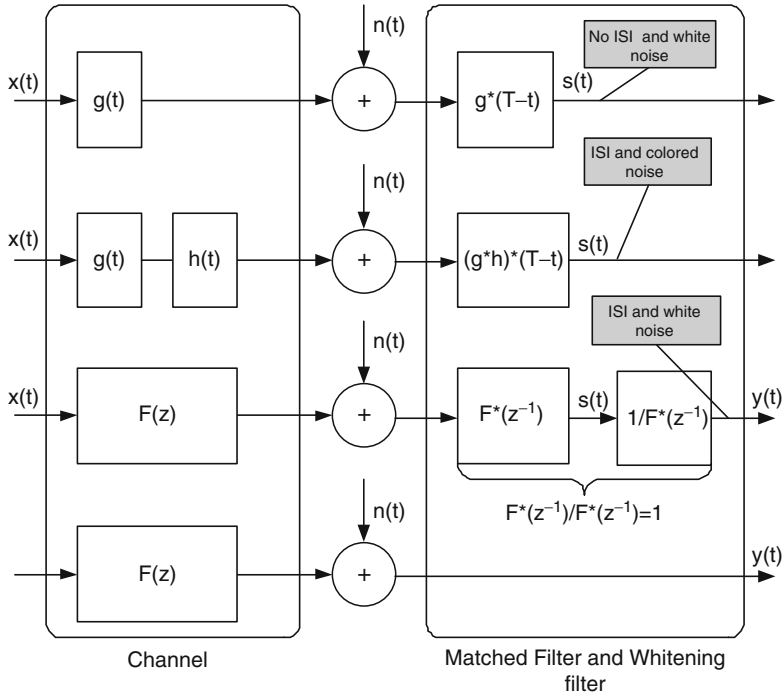 n(t)
No ISI and white
noise
x(t)
g(t)
+
g*(T–t)
s(t)
n(t)
ISI and colored
noise
x(t)
g(t)
h(t)
+
(g*h)*(T–t)
s(t)
n(t)
ISI and white
noise
x(t)
F(z)
+
F*(z⁻¹)
s(t)
1/F*(z⁻¹)
y(t)
F*(z⁻¹)/F*(z⁻¹)=1
n(t)
F(z)
+
y(t)
Channel
Matched Filter and Whitening
filter